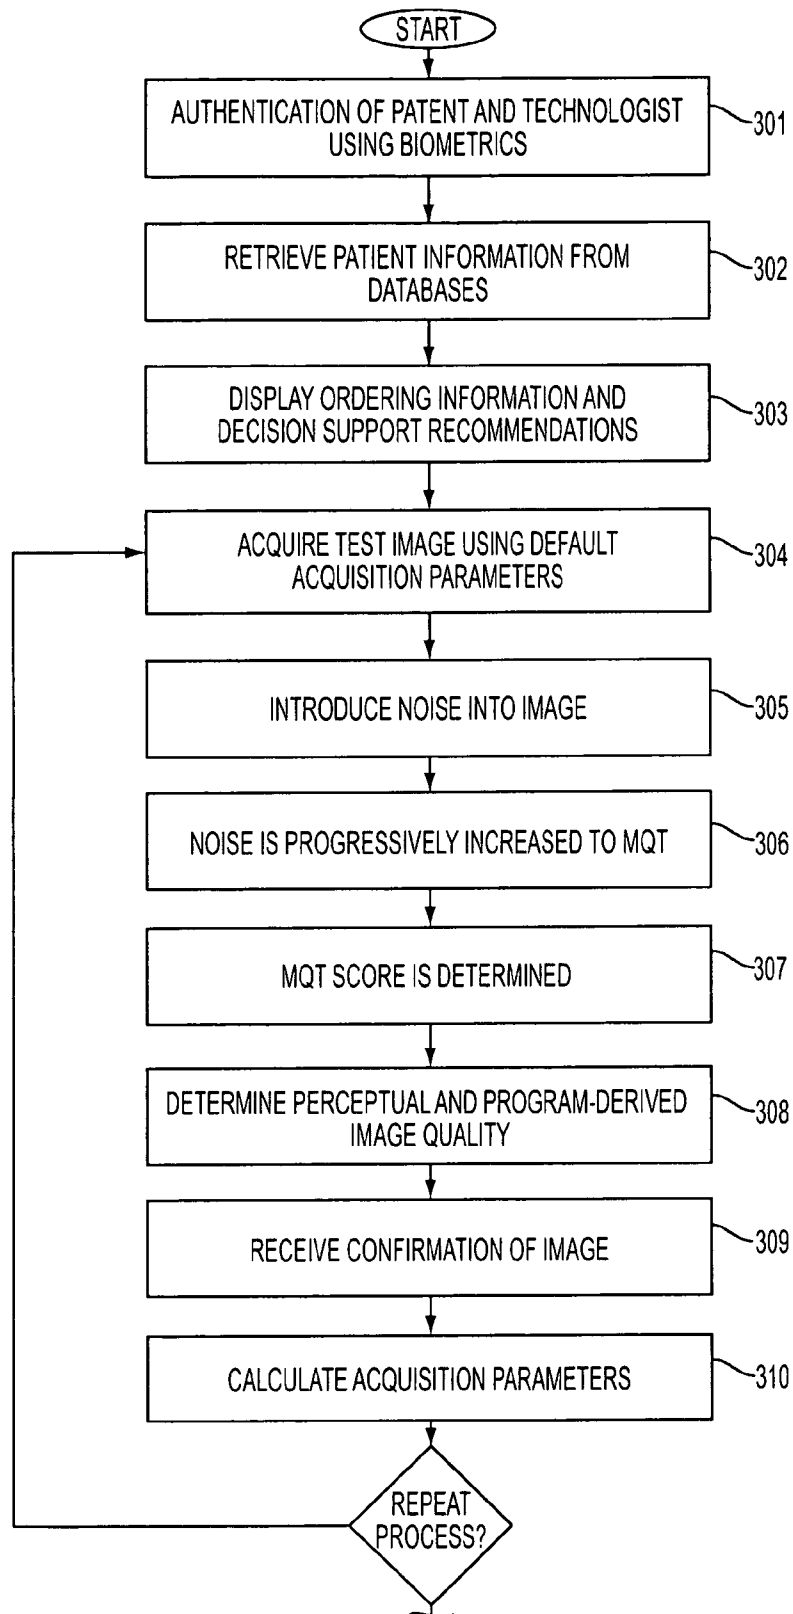 START
AUTHENTICATION OF PATENT AND TECHNOLOGIST
USING BIOMETRICS
301
RETRIEVE PATIENT INFORMATION FROM
DATABASES
302
DISPLAY ORDERING INFORMATION AND
DECISION SUPPORT RECOMMENDATIONS
303
ACQUIRE TEST IMAGE USING DEFAULT
ACQUISITION PARAMETERS
304
INTRODUCE NOISE INTO IMAGE
305
NOISE IS PROGRESSIVELY INCREASED TO MQT
306
MQT SCORE IS DETERMINED
307
DETERMINE PERCEPTUAL AND PROGRAM-DERIVED
IMAGE QUALITY
308
RECEIVE CONFIRMATION OF IMAGE
309
CALCULATE ACQUISITION PARAMETERS
310
REPEAT
PROCESS?